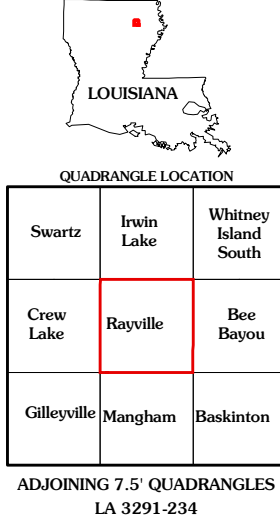 LOUISIANA
QUADRANGLE LOCATION
Swartz
Irwin
Lake
Whitney
Island
South
Crew
Lake
Rayville
Bee
Bayou
Gilleyville
Mangham
Baskinton
ADJOINING 7.5' QUADRANGLES
LA 3291-234